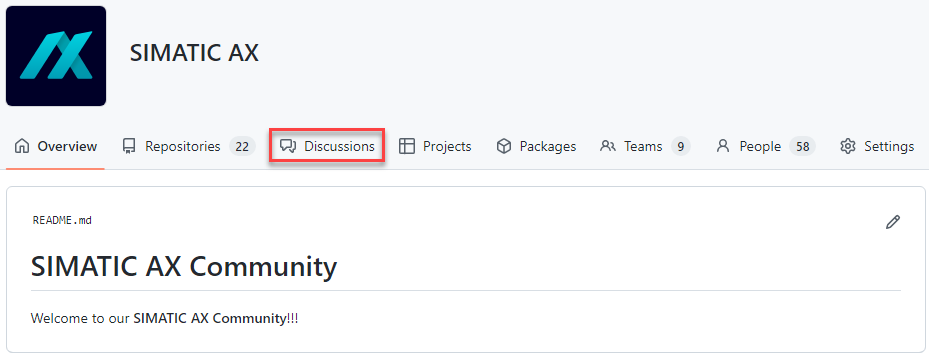 SIMATIC AX
Overview Repositories 22 Discussions Projects Packages Teams 9 People 58 Settings
README.md
SIMATIC AX Community
Welcome to our SIMATIC AX Community!!!